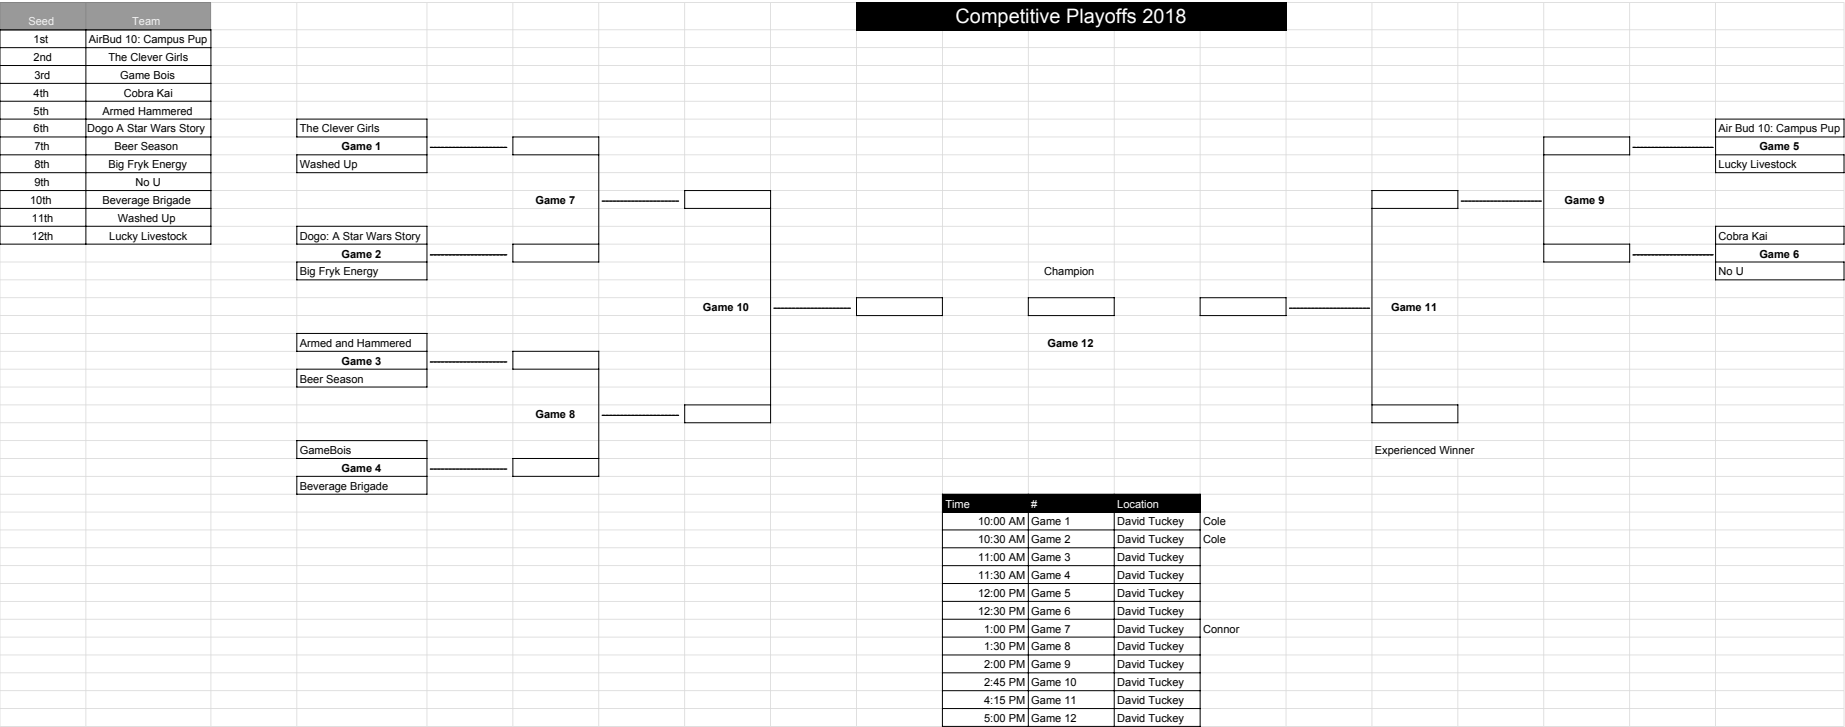 Competitive Playoffs 2018
Seed Team
1st AirBud 10: Campus Pup
2nd The Clever Girls
3rd Game Bois
4th Cobra Kai
5th Armed Hammered
6th Dogo A Star Wars Story
7th Beer Season
8th Big Fryk Energy
9th No U
10th Beverage Brigade
11th Washed Up
12th Lucky Livestock
The Clever Girls
Game 1
Washed Up
Game 7
Dogo: A Star Wars Story
Game 2
Big Fryk Energy
Game 10
Armed and Hammered
Game 3
Beer Season
Game 8
GameBois
Game 4
Beverage Brigade
Champion
Game 12
Air Bud 10: Campus Pup
Game 5
Lucky Livestock
Game 9
Cobra Kai
Game 6
No U
Game 11
Experienced Winner
Time # Location
10:00 AM Game 1 David Tuckey Cole
10:30 AM Game 2 David Tuckey Cole
11:00 AM Game 3 David Tuckey
11:30 AM Game 4 David Tuckey
12:00 PM Game 5 David Tuckey
12:30 PM Game 6 David Tuckey
1:00 PM Game 7 David Tuckey Connor
1:30 PM Game 8 David Tuckey
2:00 PM Game 9 David Tuckey
2:45 PM Game 10 David Tuckey
4:15 PM Game 11 David Tuckey
5:00 PM Game 12 David Tuckey